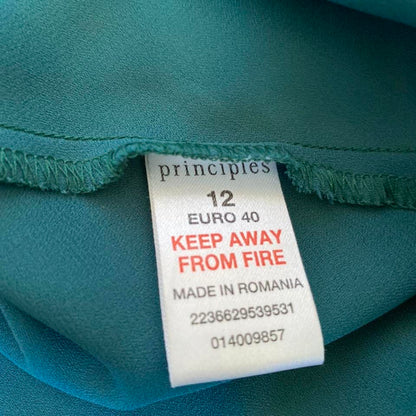 principles
12
EURO 40
KEEP AWAY
FROM FIRE
MADE IN ROMANIA
2236629539531
014009857